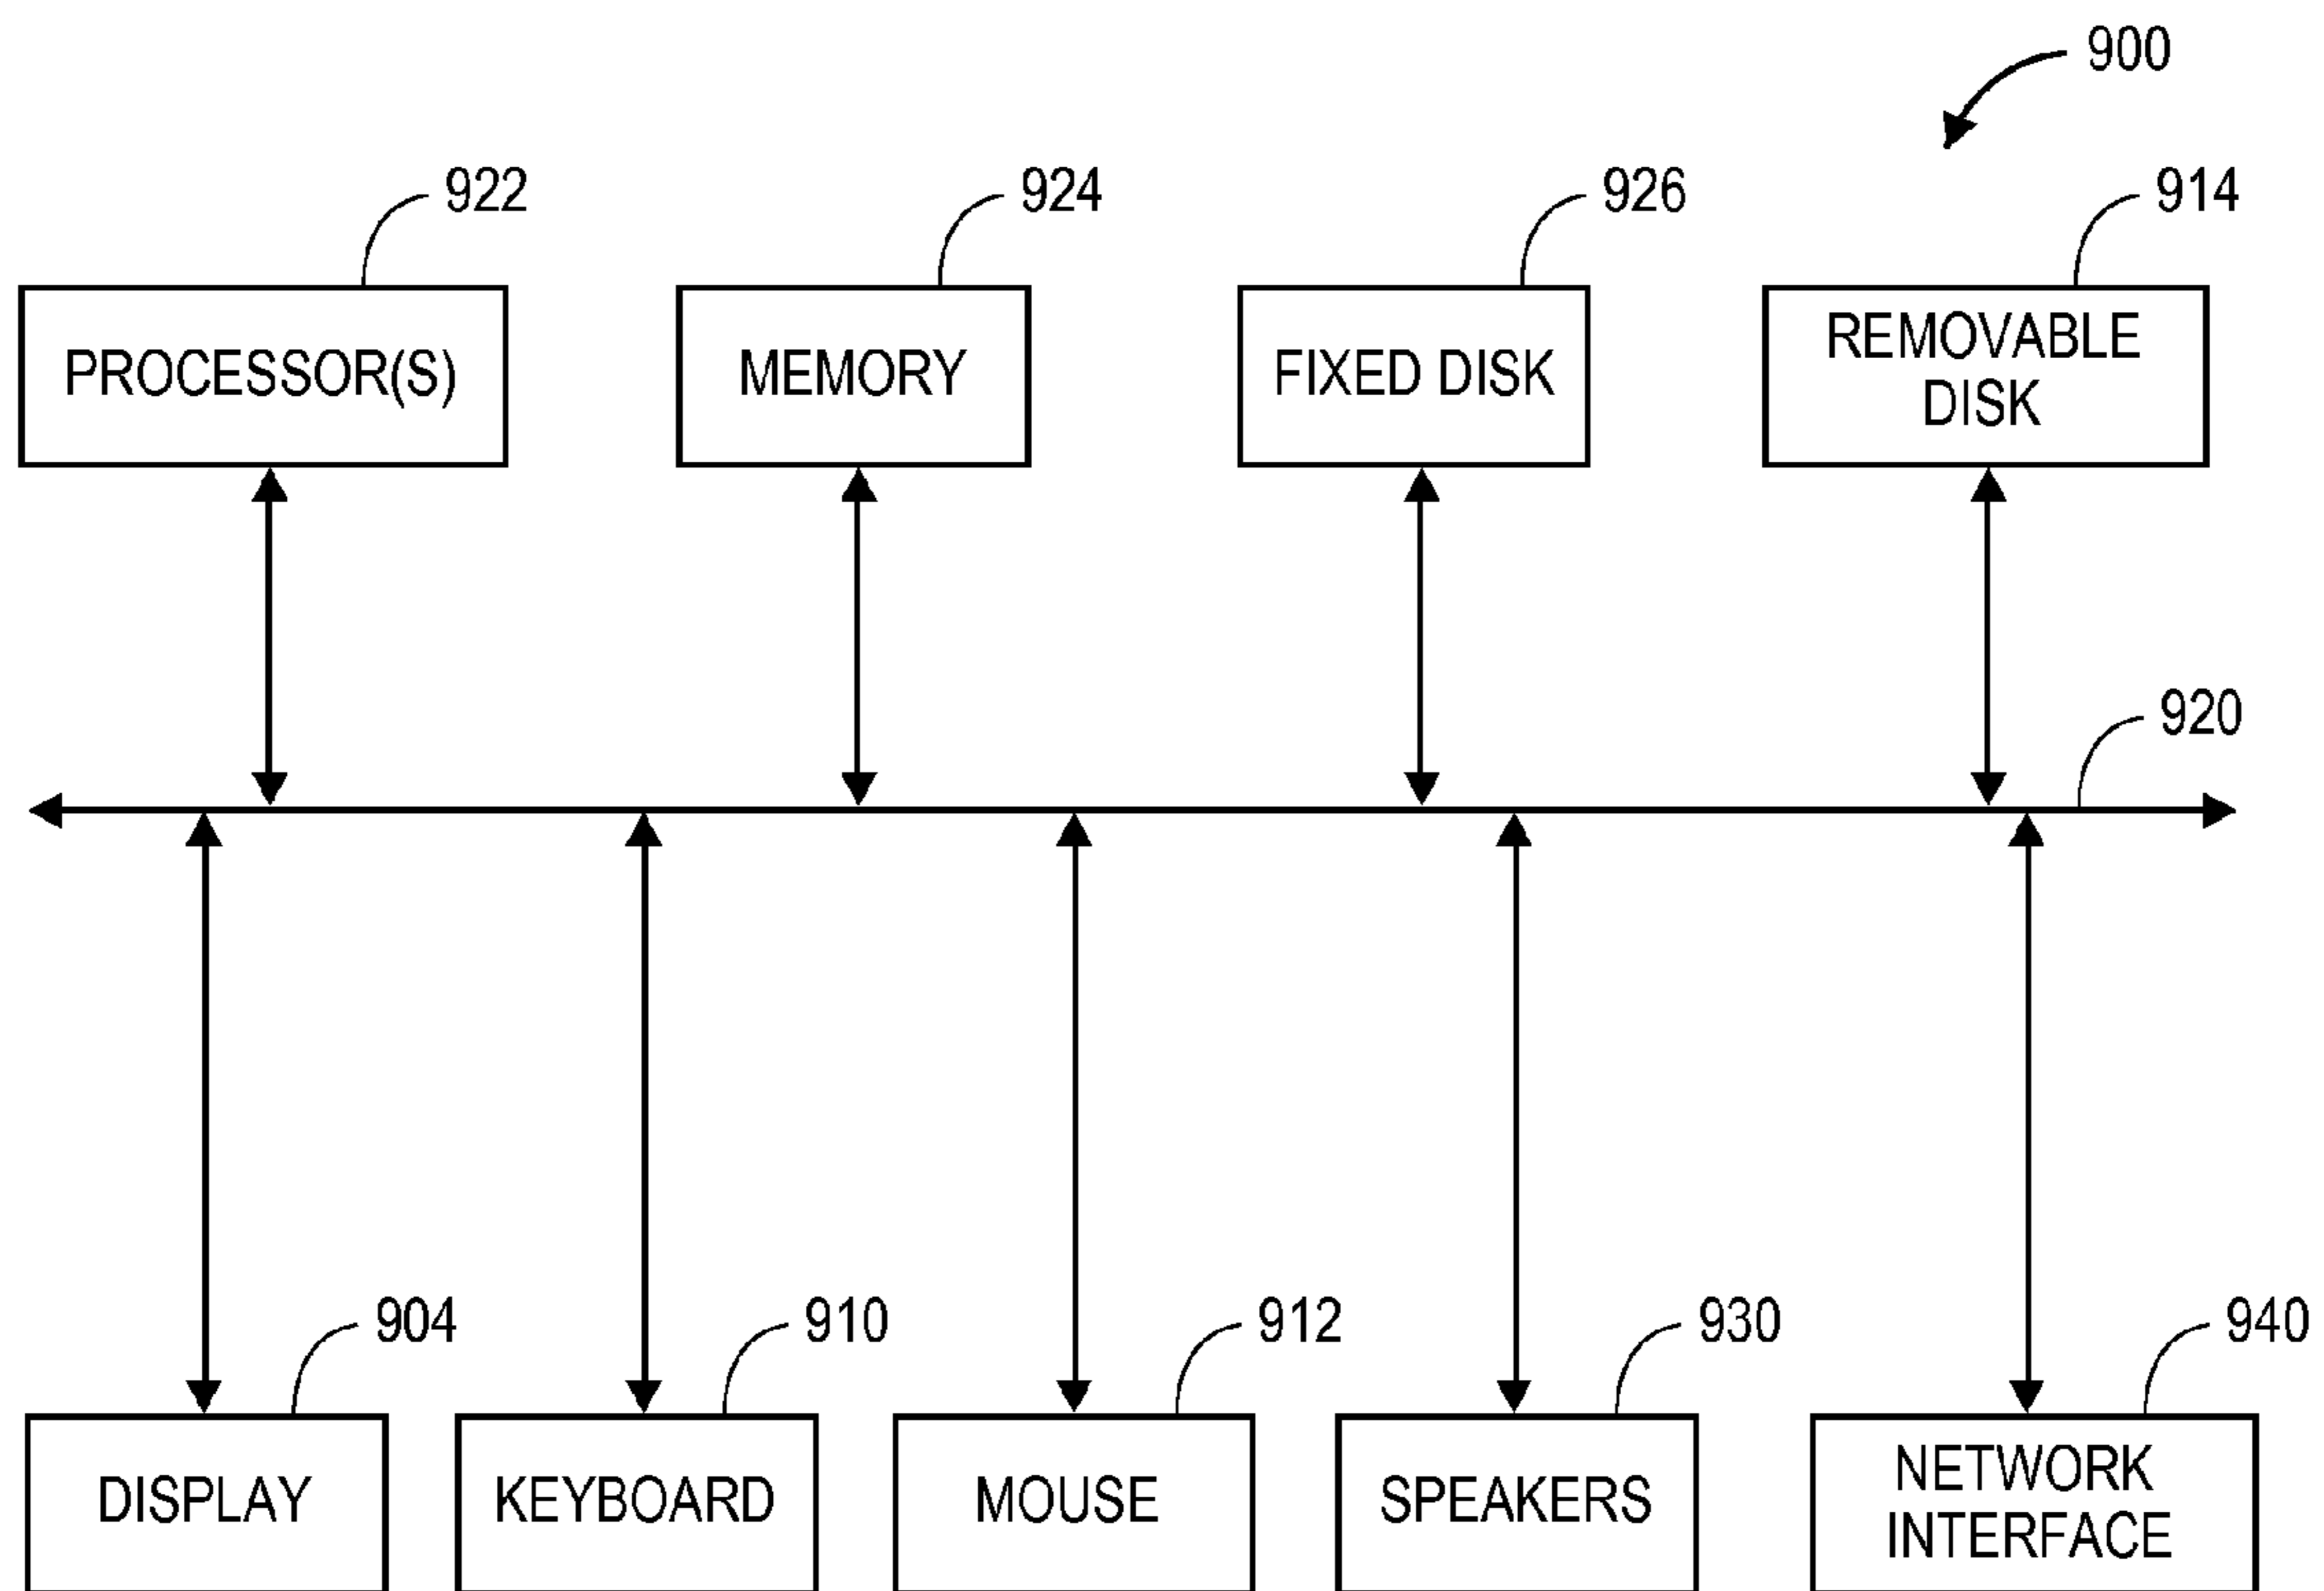 900
922
924
926
914
PROCESSOR(S)
MEMORY
FIXED DISK
REMOVABLE
DISK
920
904
910
912
930
940
DISPLAY
KEYBOARD
MOUSE
SPEAKERS
NETWORK
INTERFACE